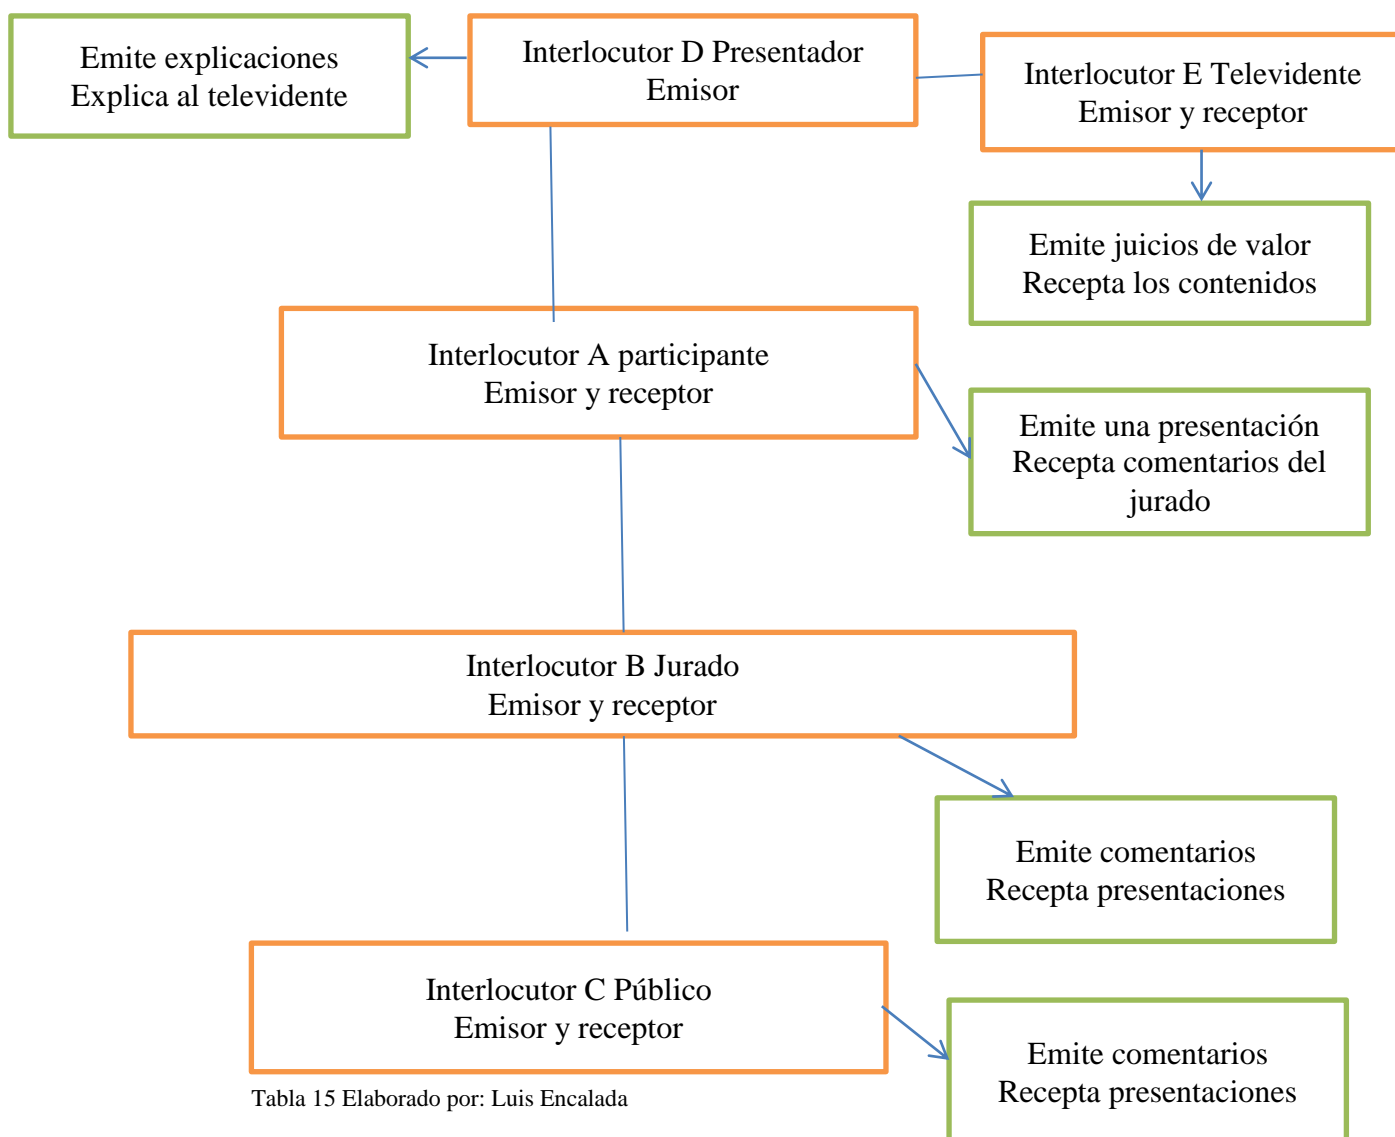 Emite explicaciones
Explica al televidente
Interlocutor D Presentador
Emisor
Interlocutor E Televidente
Emisor y receptor
Emite juicios de valor
Recepta los contenidos
Interlocutor A participante
Emisor y receptor
Emite una presentación
Recepta comentarios del
jurado
Interlocutor B Jurado
Emisor y receptor
Emite comentarios
Recepta presentaciones
Interlocutor C Público
Emisor y receptor
Emite comentarios
Recepta presentaciones
Tabla 15 Elaborado por: Luis Encalada